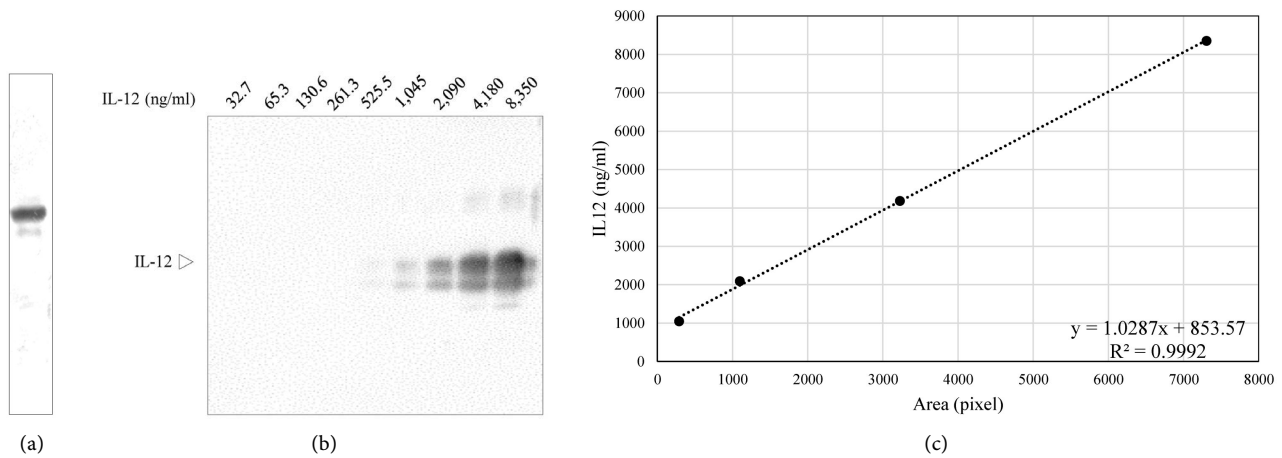 IL-12 (ng/ml) 32.7 65.3 130.6 261.3 525.5 1,045 2,090 4,180 8,350
IL-12
(a)
(b)
9000
8000
7000
6000
5000
4000
3000
2000
1000
0
IL12 (ng/ml)
y = 1.0287x + 853.57
R² = 0.9992
0 1000 2000 3000 4000 5000 6000 7000 8000
Area (pixel)
(c)